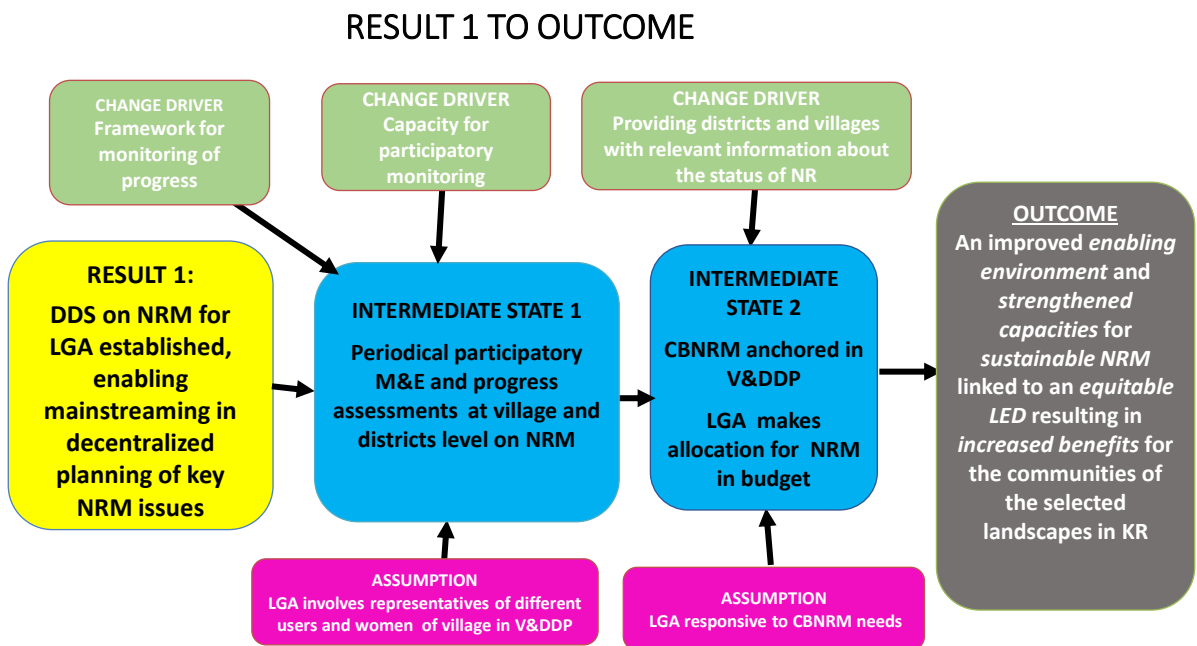 RESULT 1 TO OUTCOME
CHANGE DRIVER
Framework for
monitoring of
progress
CHANGE DRIVER
Capacity for
participatory
monitoring
CHANGE DRIVER
Providing districts and villages
with relevant information about
the status of NR
RESULT 1:
DDS on NRM for
LGA established,
enabling
mainstreaming in
decentralized
planning of key
NRM issues
INTERMEDIATE STATE 1
Periodical participatory
M&E and progress
assessments at village and
districts level on NRM
INTERMEDIATE
STATE 2
CBNRM anchored in
V&DDP
LGA makes
allocation for NRM
in budget
OUTCOME
An improved enabling
environment and
strengthened
capacities for
sustainable NRM
linked to an equitable
LED resulting in
increased benefits for
the communities of
the selected
landscapes in KR
ASSUMPTION
LGA involves representatives of different
users and women of village in V&DDP
ASSUMPTION
LGA responsive to CBNRM needs